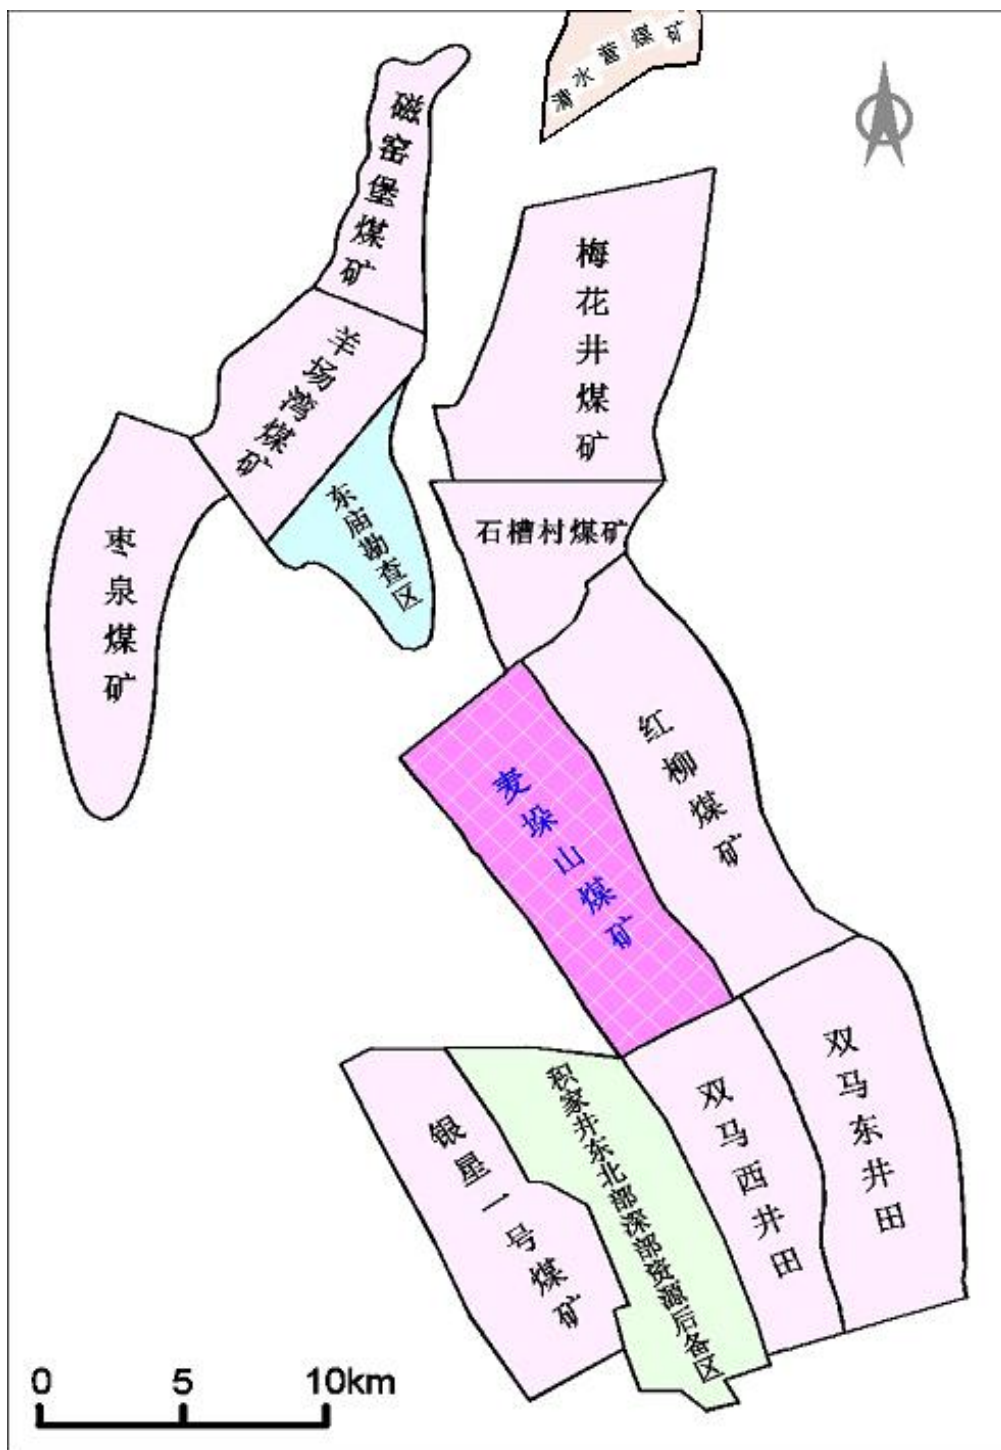 清水营煤矿
磁窑堡煤矿
梅花井煤矿
羊场湾煤矿
东庙勘查区
石槽村煤矿
枣泉煤矿
红柳煤矿
麦垛山煤矿
双马东井田
双马西井田
积家井东北部深部资源后备区
银星一号煤矿
0 5 10km